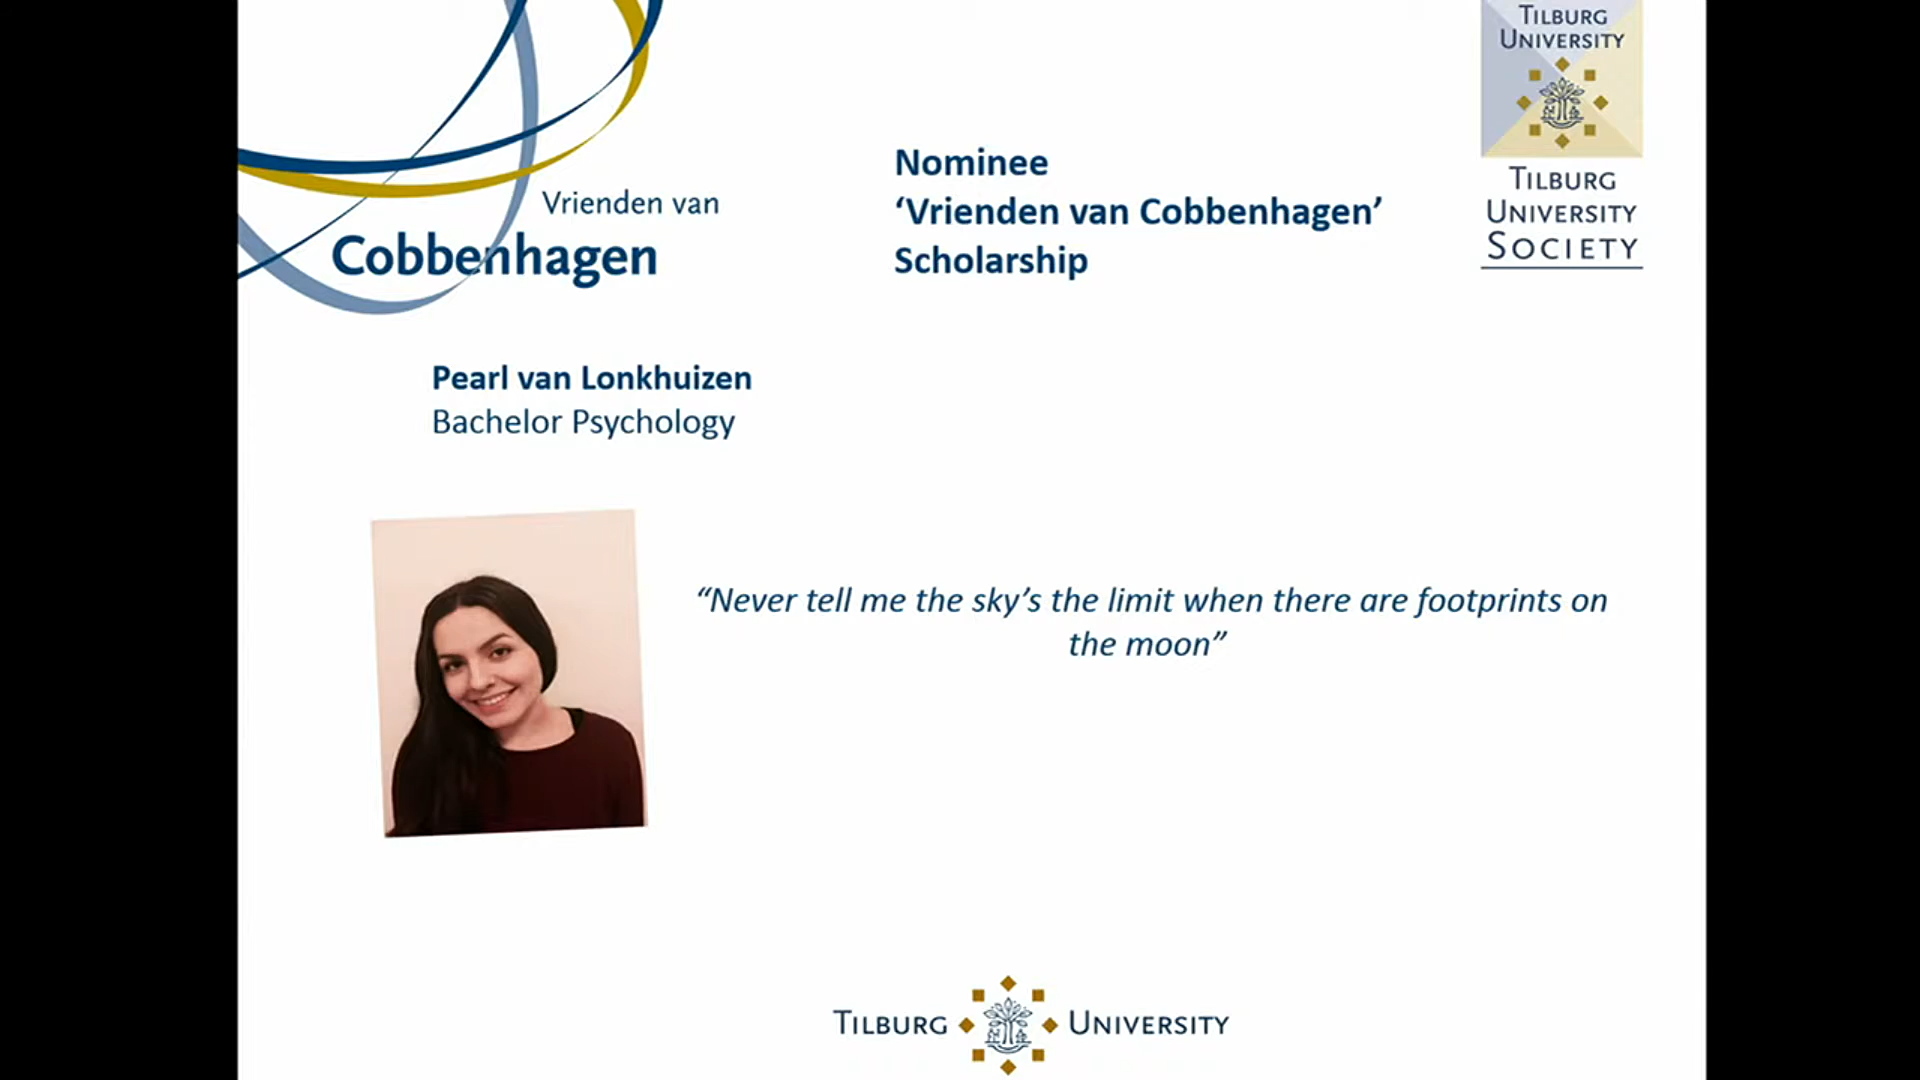 Vrienden van
Cobbenhagen
Nominee
‘Vrienden van Cobbenhagen’
Scholarship
TILBURG
UNIVERSITY
TILBURG
UNIVERSITY
SOCIETY
Pearl van Lonkhuizen
Bachelor Psychology
“Never tell me the sky’s the limit when there are footprints on
the moon”
TILBURG UNIVERSITY